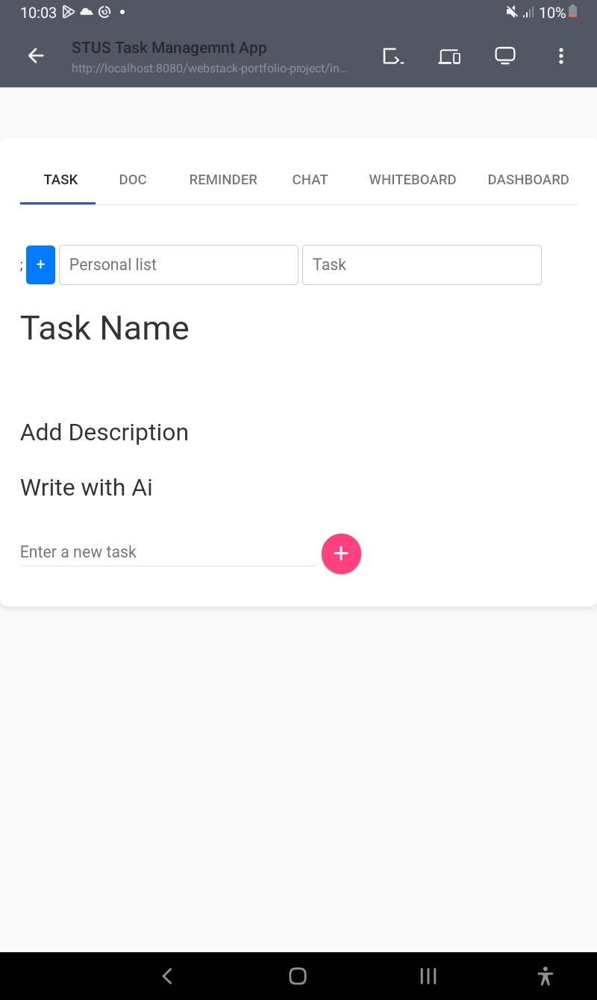 10:03 10%
STUS Task Managemnt App
http://localhost:8080/webstack-portfolio-project/in...
TASK DOC REMINDER CHAT WHITEBOARD DASHBOARD
; + Personal list Task
Task Name
Add Description
Write with Ai
Enter a new task +